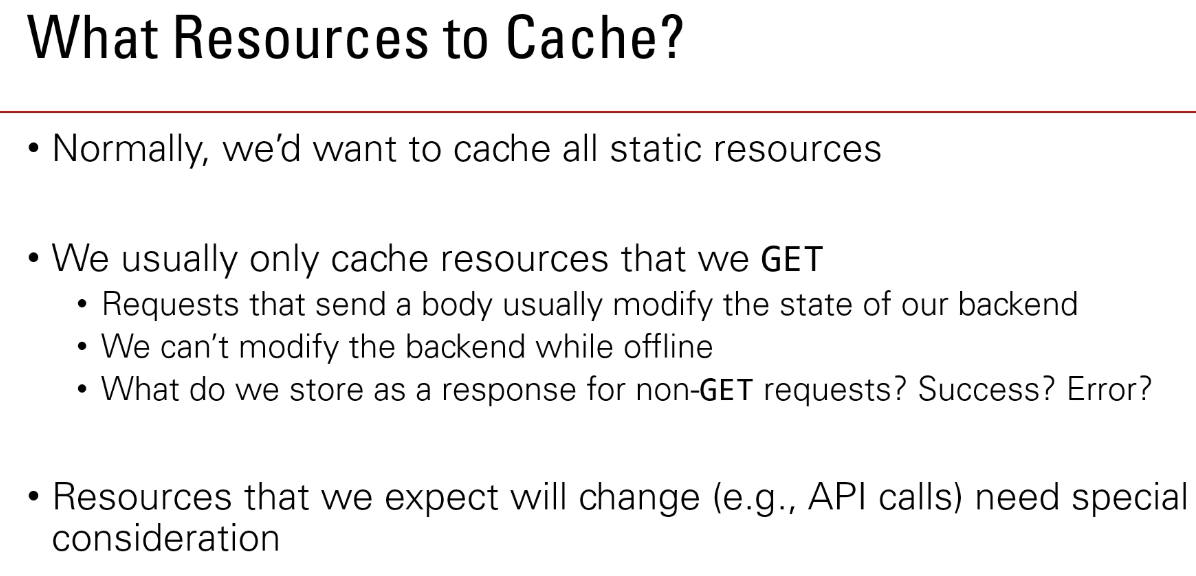 What Resources to Cache?
• Normally, we’d want to cache all static resources
• We usually only cache resources that we GET
• Requests that send a body usually modify the state of our backend
• We can’t modify the backend while offline
• What do we store as a response for non-GET requests? Success? Error?
• Resources that we expect will change (e.g., API calls) need special
consideration